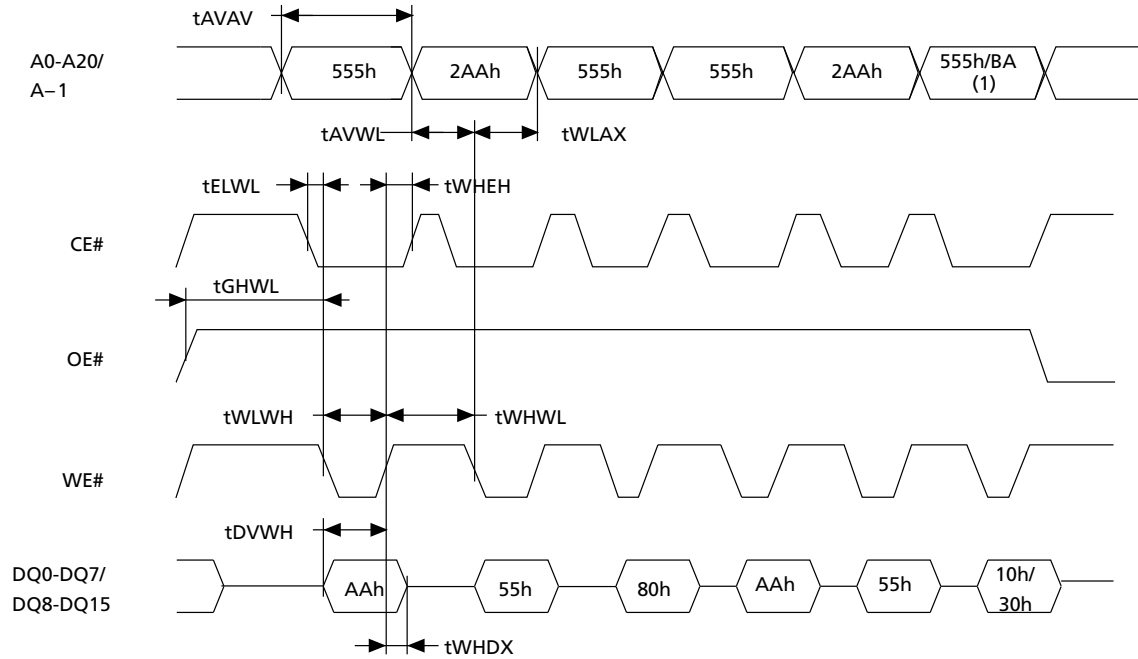 tAVAV
A0-A20/
A–1
555h
2AAh
555h
555h
2AAh
555h/BA
(1)
tAVWL
tWLAX
tELWL
tWHEH
CE#
tGHWL
OE#
tWLWH
tWHWL
WE#
tDVWH
DQ0-DQ7/
DQ8-DQ15
AAh
55h
80h
AAh
55h
10h/
30h
tWHDX